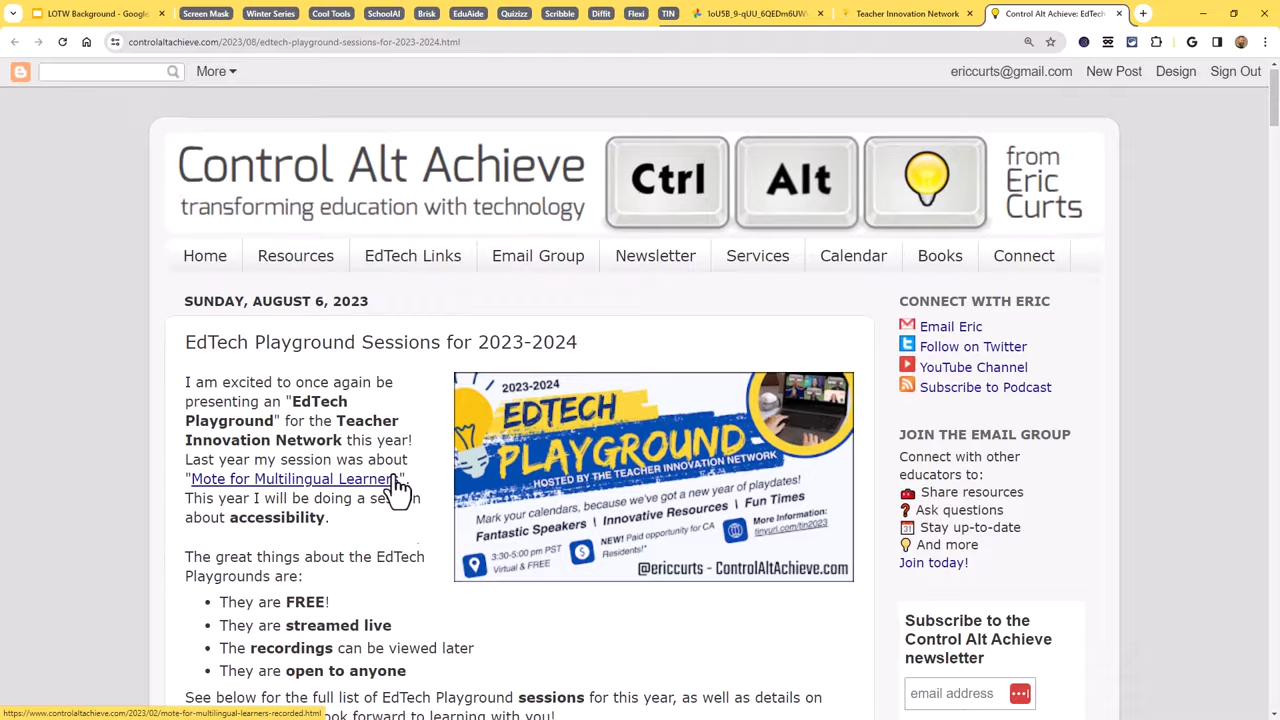 LOTW Background - Google.
Screen Mask
Winter Series
Cool Tools
SchoolAI
Brisk
EduAide
Quizizz
Scribble
Diffit
Flexi
TIN
Teacher Innovation Network
Control Alt Achieve: EdTech
controlaltachieve.com/2023/08/edtech-playground-sessions-for-2023-2024.html
More
ericcurts@gmail.com New Post Design Sign Out
Control Alt Achieve
transforming education with technology
Ctrl
Alt
from
Eric
Curts
Home Resources EdTech Links Email Group Newsletter Services Calendar Books Connect
SUNDAY, AUGUST 6, 2023
EdTech Playground Sessions for 2023-2024
I am excited to once again be
presenting an "EdTech
Playground" for the Teacher
Innovation Network this year!
Last year my session was about
"Mote for Multilingual Learner
This year I will be doing a
about accessibility.
2023-2024
EDTECH
PLAYGROUND
HOSTED BY THE TEACHER INNOVATION NETWORK
Mark your calendars, because we've got a new year of playdates!
Fantastic Speakers \ Innovative Resources \ Fun Times
3:30-5:00 pm PST
Virtual & FREE
NEW! Paid opportunity for CA
Residents!*
More Information:
tinyurl.com/tin2023
@ericcurts - ControlAltAchieve.com
The great things about the EdTech
Playgrounds are:
• They are FREE!
• They are streamed live
• The recordings can be viewed later
• They are open to anyone
See below for the full list of EdTech Playground sessions for this year, as well as details on
look forward to learning with you!
CONNECT WITH ERIC
Email Eric
Follow on Twitter
YouTube Channel
Subscribe to Podcast
JOIN THE EMAIL GROUP
Connect with other
educators to:
Share resources
Ask questions
Stay up-to-date
And more
Join today!
Subscribe to the
Control Alt Achieve
newsletter
email address
https://www.controlaltachieve.com/2023/02/mote-for-multilingual-learners-recorded.html